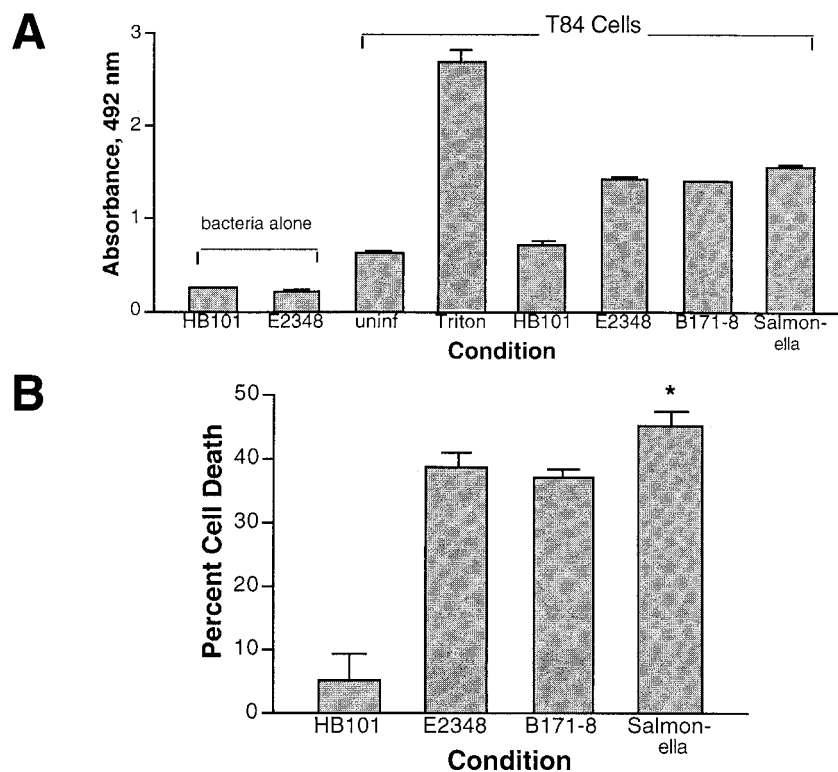 A
T84 Cells
Absorbance, 492 nm
3
2
1
0
bacteria alone
HB101 E2348 uninf Triton HB101 E2348 B171-8 Salmon-
ella
Condition
B
*
Percent Cell Death
50
40
30
20
10
0
HB101 E2348 B171-8 Salmon-
ella
Condition